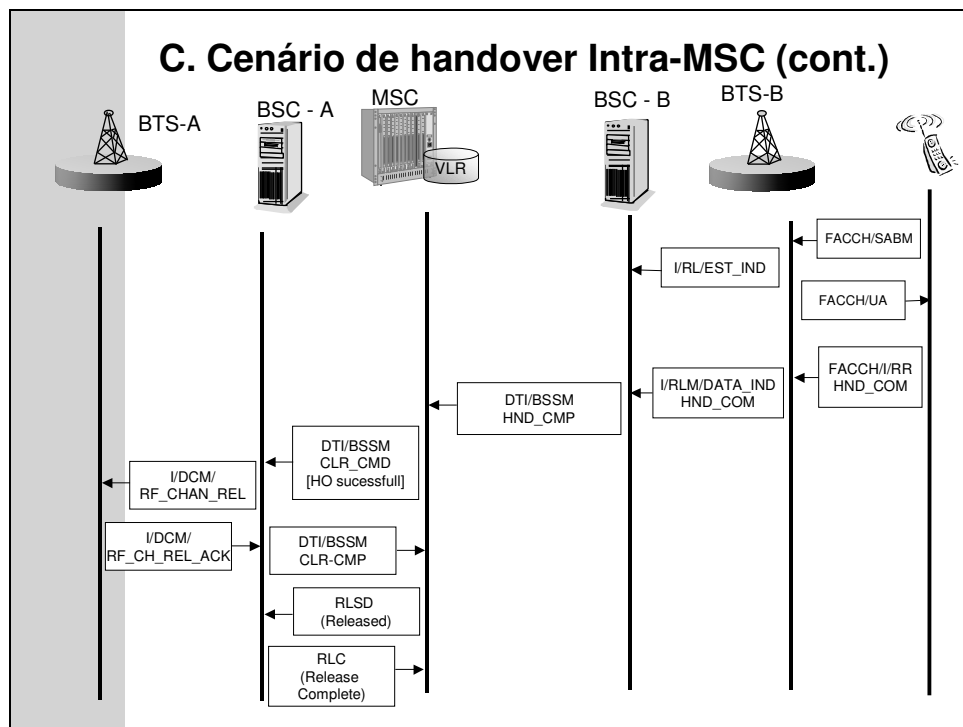 C. Cenário de handover Intra-MSC (cont.)
BTS-A
BSC - A
MSC
VLR
BSC - B
BTS-B
FACCH/SABM
I/RL/EST_IND
FACCH/UA
FACCH/I/RR
HND_COM
I/RLM/DATA_IND
HND_COM
DTI/BSSM
HND_CMP
DTI/BSSM
CLR_CMD
[HO sucessfull]
I/DCM/
RF_CHAN_REL
I/DCM/
RF_CH_REL_ACK
DTI/BSSM
CLR-CMP
RLSD
(Released)
RLC
(Release
Complete)